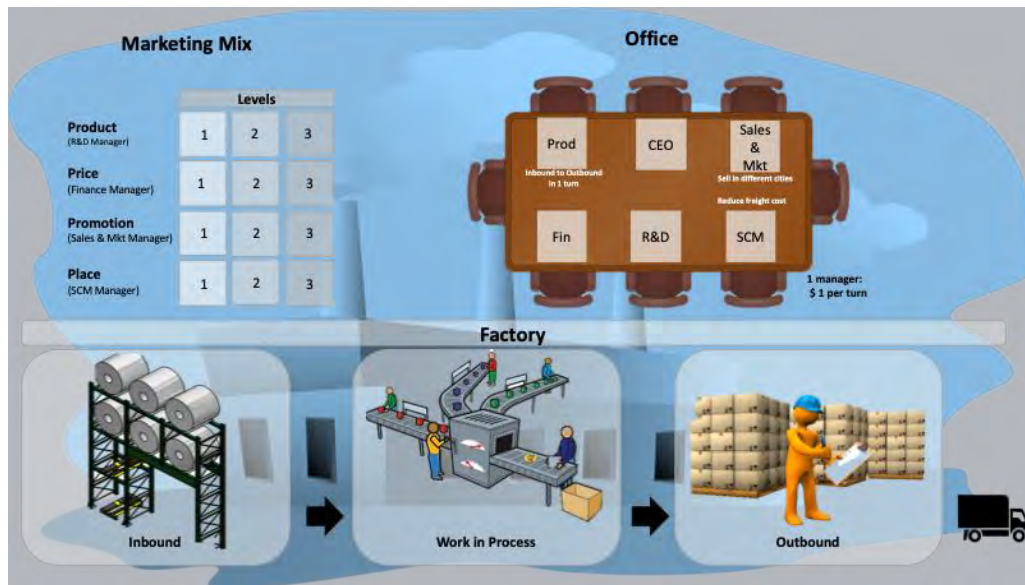 Marketing Mix
Levels
Product
(R&D Manager)
1 2 3
Price
(Finance Manager)
1 2 3
Promotion
(Sales & Mkt Manager)
1 2 3
Place
(SCM Manager)
1 2 3
Office
Prod
CEO
Sales
&
Mkt
Inbound to Outbound
in 1 turn
Sell in different cities
Reduce freight cost
Fin
R&D
SCM
1 manager:
$ 1 per turn
Factory
Inbound
Work in Process
Outbound